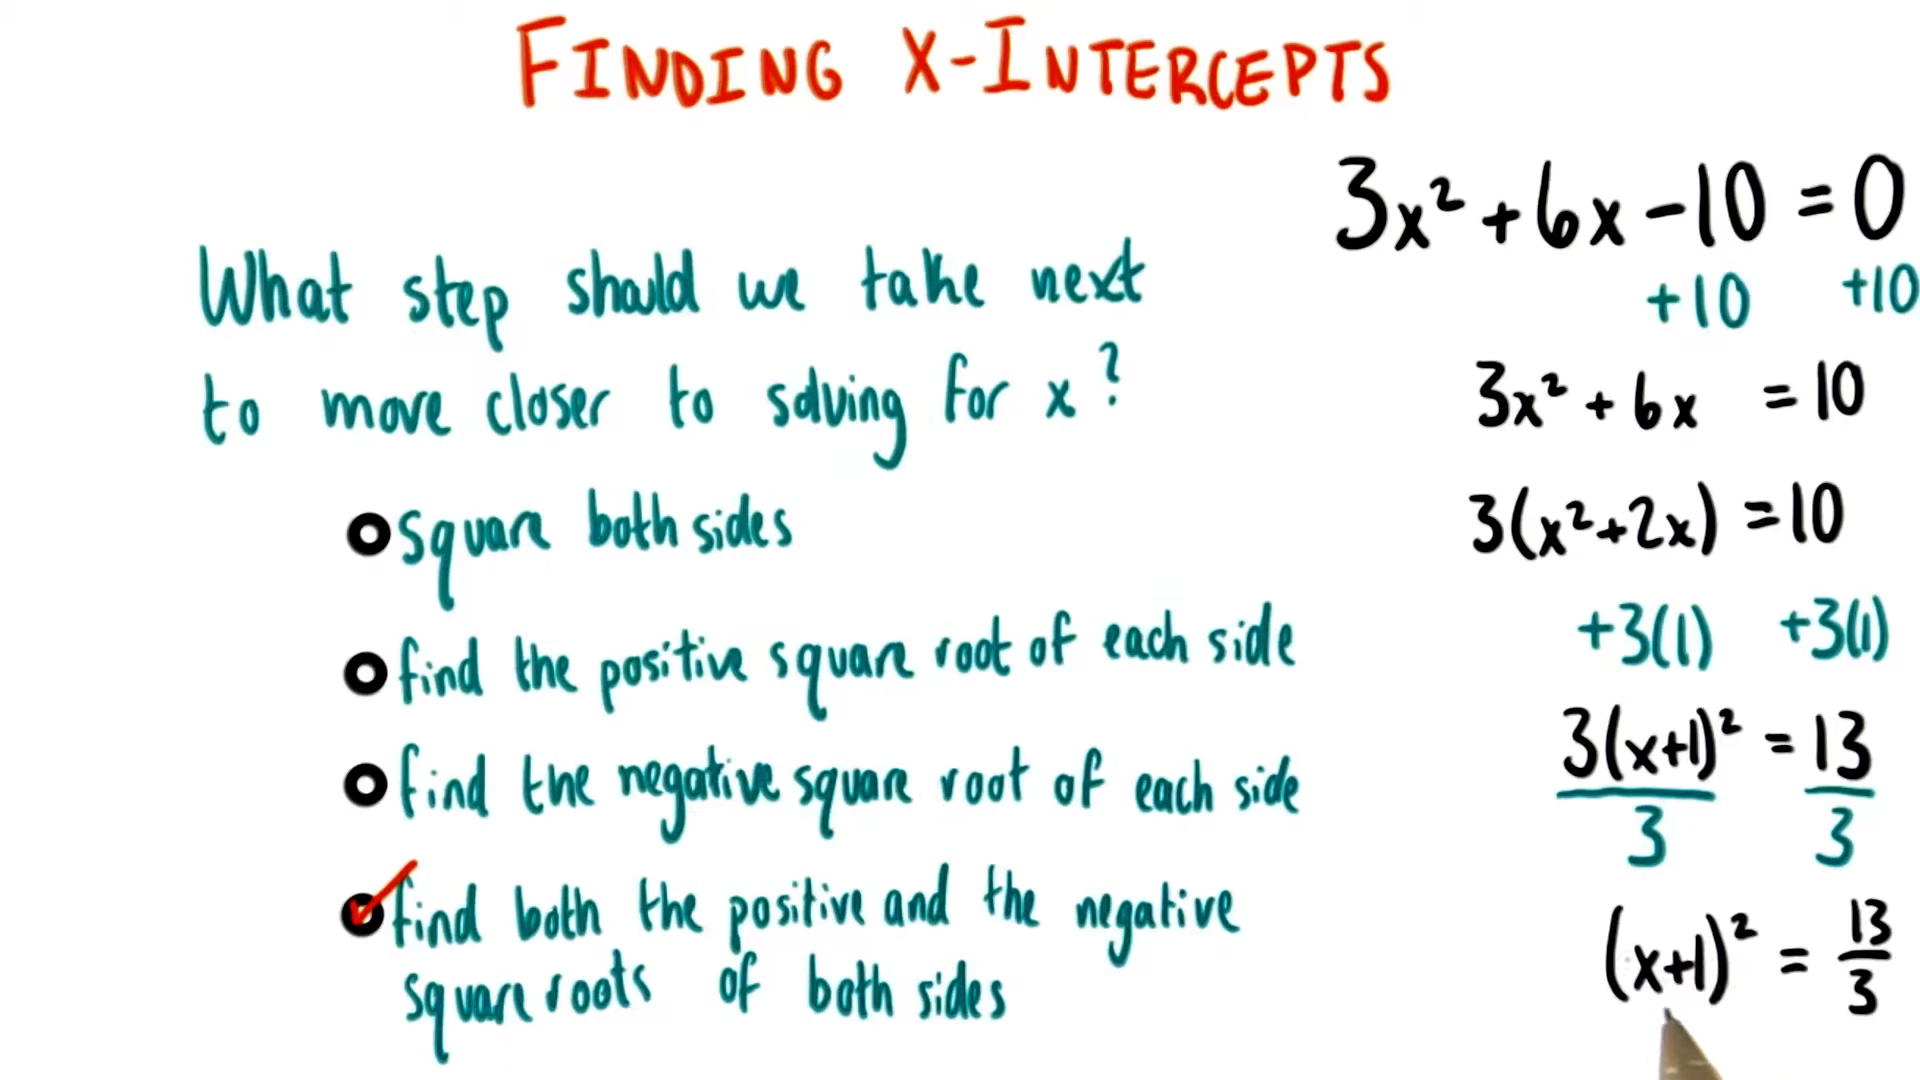 FINDING X-INTERCEPTS
What step should we take next
to move closer to solving for x?
square both sides
find the positive square root of each side
find the negative square root of each side
find both the positive and the negative
square roots of both sides
3x² + 6x - 10 = 0
+10 +10
3x² + 6x = 10
3(x²+2x) = 10
+3(1) +3(1)
3(x+1)² = 13
3 3
(x+1)² = 13/3